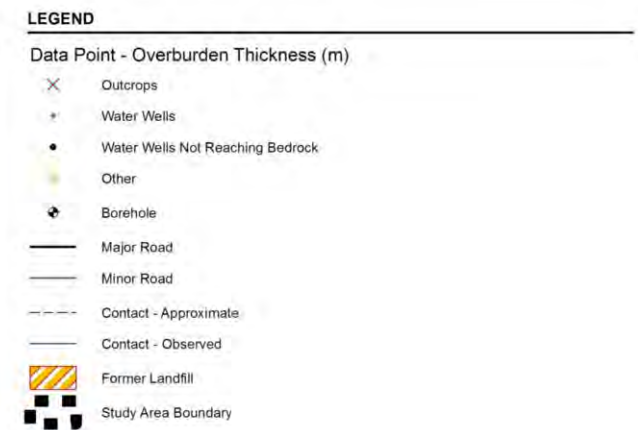 LEGEND
Data Point - Overburden Thickness (m)
Outcrops
Water Wells
Water Wells Not Reaching Bedrock
Other
Borehole
Major Road
Minor Road
Contact - Approximate
Contact - Observed
Former Landfill
Study Area Boundary